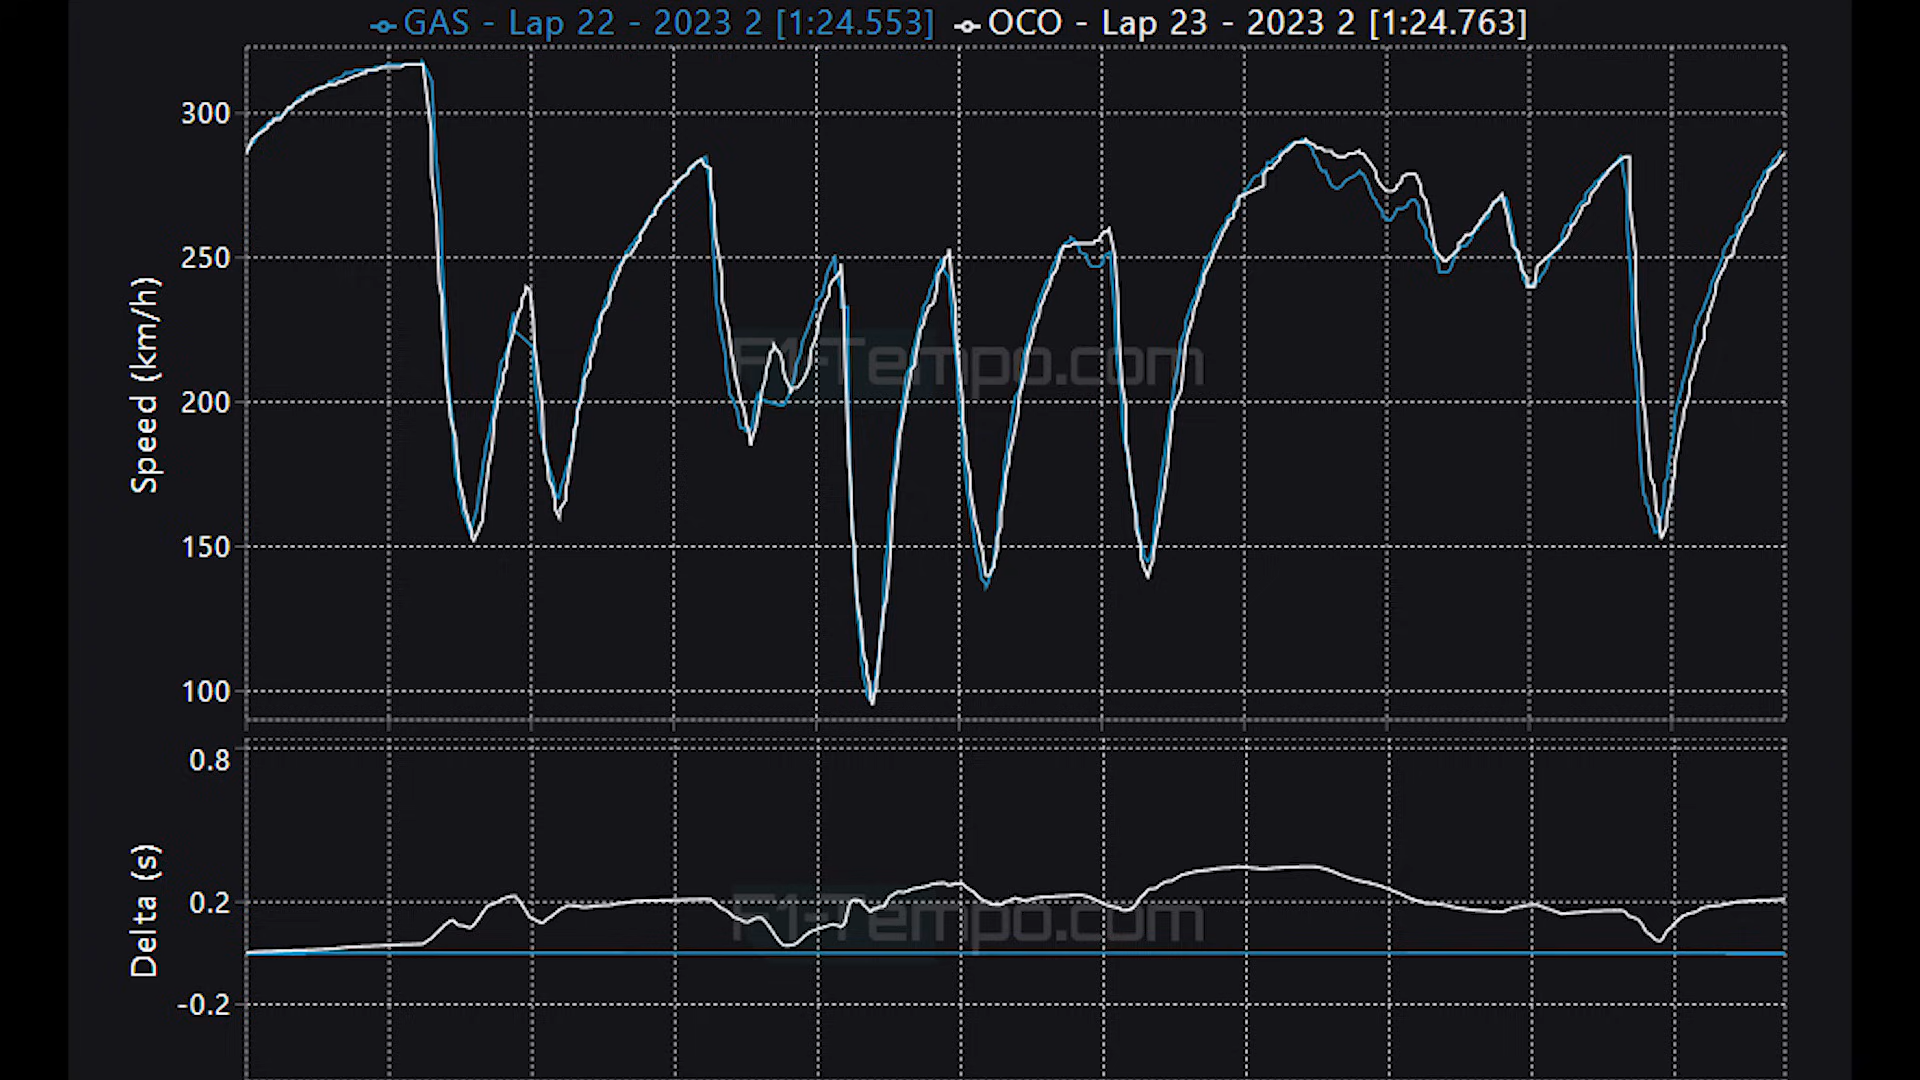 GAS - Lap 22 - 2023 2 [1:24.553] OCO - Lap 23 - 2023 2 [1:24.763]
300
250
200
150
100
Speed (km/h)
F1-Tempo.com
0.8
0.2
-0.2
Delta (s)
F1-Tempo.com